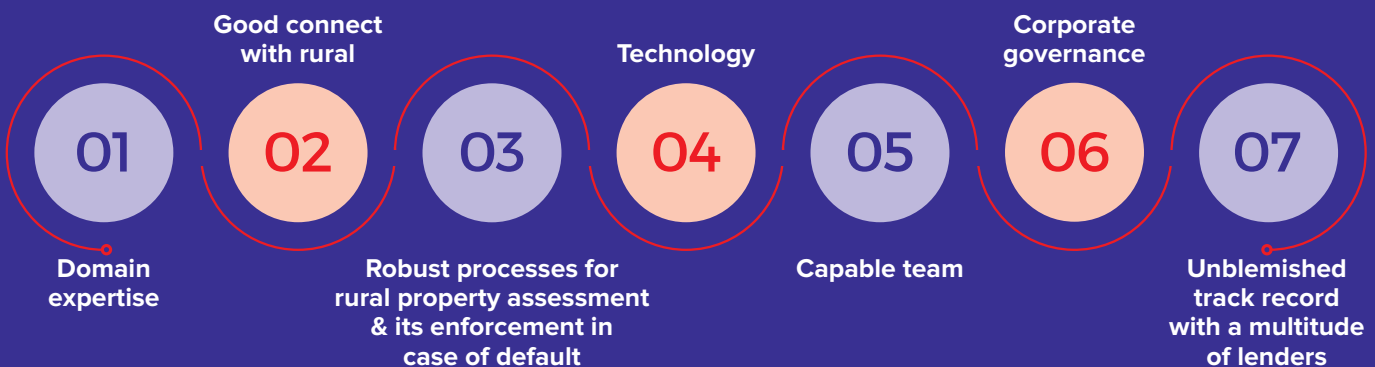 01
Domain
expertise
Good connect
with rural
02
03
Robust processes for
rural property assessment
& its enforcement in
case of default
Technology
04
05
Capable team
Corporate
governance
06
07
Unblemished
track record
with a multitude
of lenders